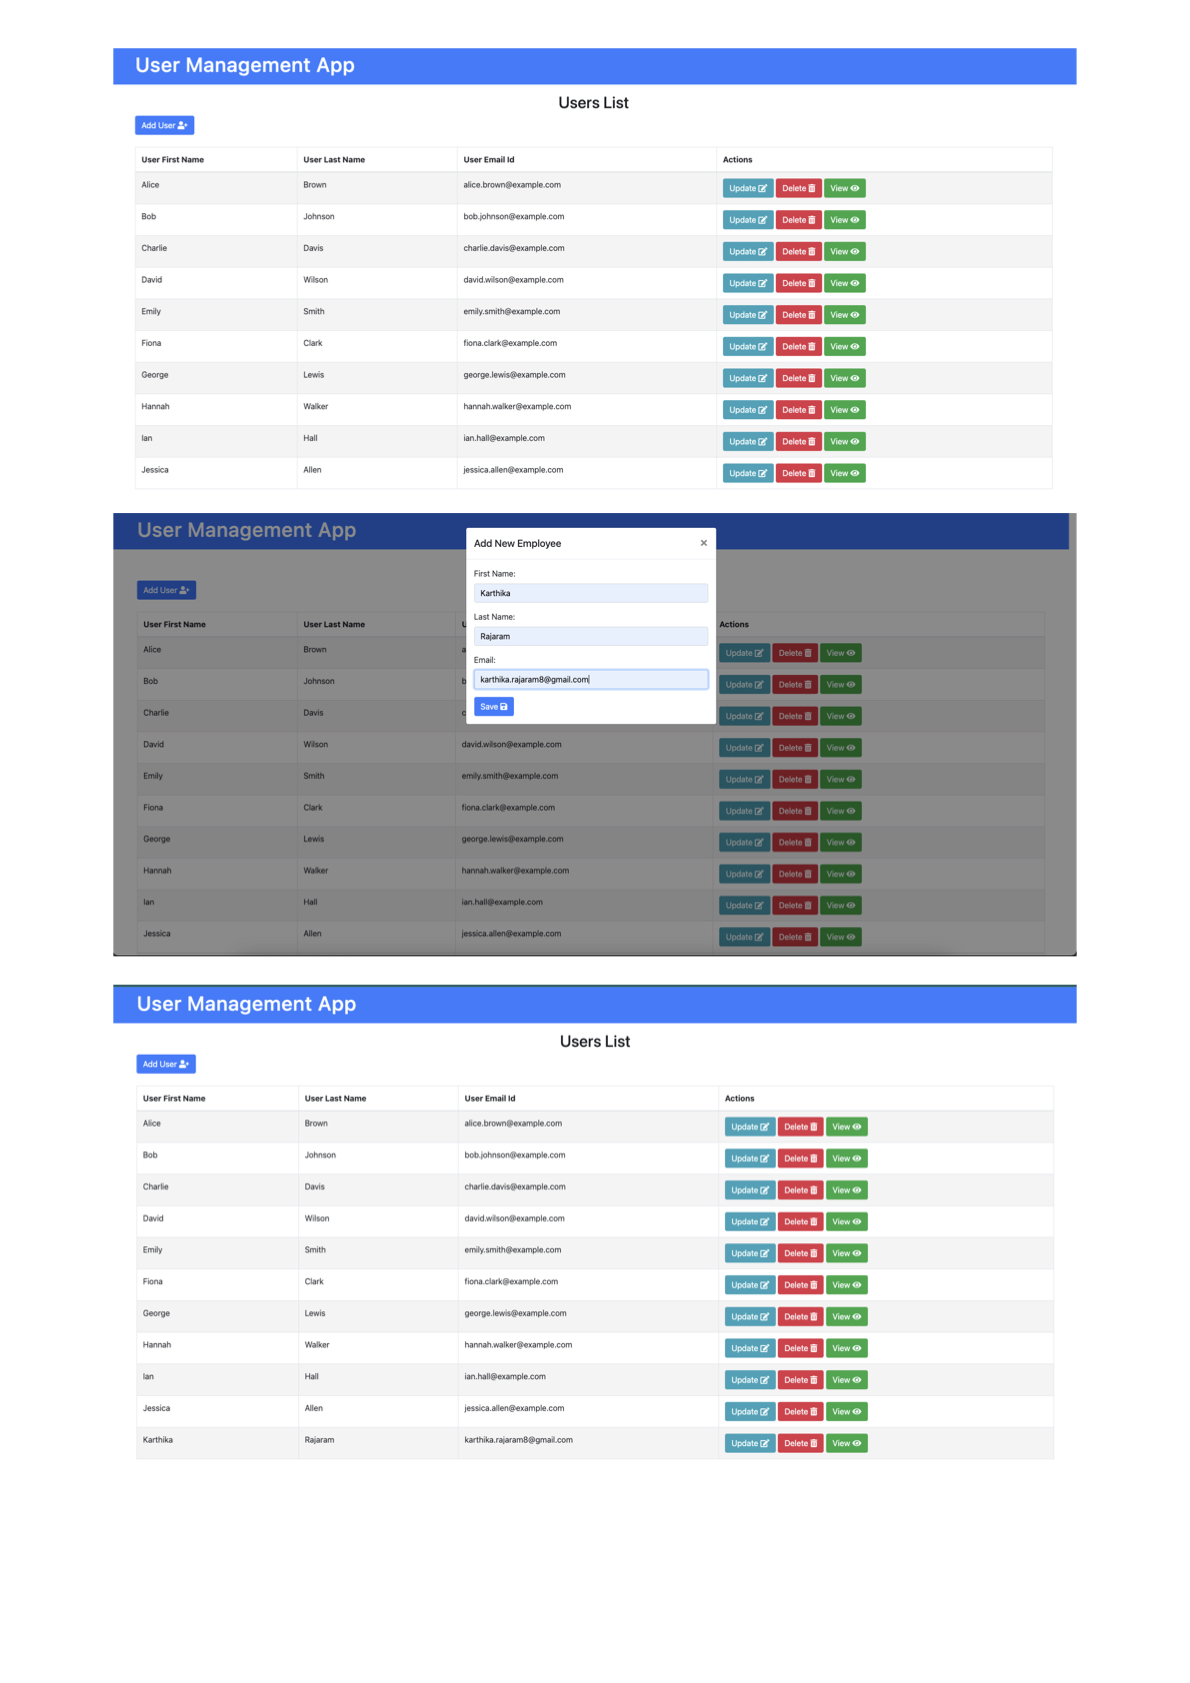 User Management App
Users List
Add User
User First Name User Last Name User Email Id Actions
Alice Brown alice.brown@example.com Update Delete View
Bob Johnson bob.johnson@example.com Update Delete View
Charlie Davis charlie.davis@example.com Update Delete View
David Wilson david.wilson@example.com Update Delete View
Emily Smith emily.smith@example.com Update Delete View
Fiona Clark fiona.clark@example.com Update Delete View
George Lewis george.lewis@example.com Update Delete View
Hannah Walker hannah.walker@example.com Update Delete View
Ian Hall ian.hall@example.com Update Delete View
Jessica Allen jessica.allen@example.com Update Delete View
User Management App
Add New Employee ×
First Name:
Karthika
Last Name:
Rajaram
Email:
karthika.rajaram8@gmail.com
Save
Add User
User First Name User Last Name U Actions
Alice Brown a Update Delete View
Bob Johnson b Update Delete View
Charlie Davis c Update Delete View
David Wilson david.wilson@example.com Update Delete View
Emily Smith emily.smith@example.com Update Delete View
Fiona Clark fiona.clark@example.com Update Delete View
George Lewis george.lewis@example.com Update Delete View
Hannah Walker hannah.walker@example.com Update Delete View
Ian Hall ian.hall@example.com Update Delete View
Jessica Allen jessica.allen@example.com Update Delete View
User Management App
Users List
Add User
User First Name User Last Name User Email Id Actions
Alice Brown alice.brown@example.com Update Delete View
Bob Johnson bob.johnson@example.com Update Delete View
Charlie Davis charlie.davis@example.com Update Delete View
David Wilson david.wilson@example.com Update Delete View
Emily Smith emily.smith@example.com Update Delete View
Fiona Clark fiona.clark@example.com Update Delete View
George Lewis george.lewis@example.com Update Delete View
Hannah Walker hannah.walker@example.com Update Delete View
Ian Hall ian.hall@example.com Update Delete View
Jessica Allen jessica.allen@example.com Update Delete View
Karthika Rajaram karthika.rajaram8@gmail.com Update Delete View